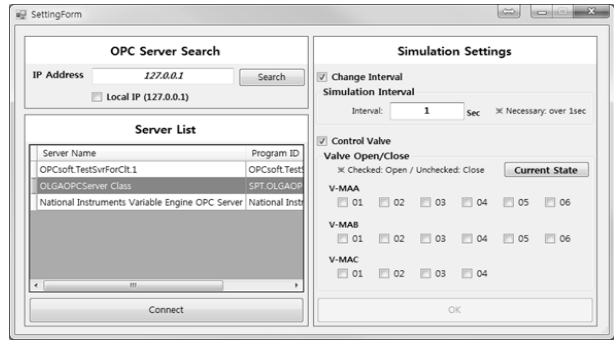 SettingForm
OPC Server Search
IP Address 127.0.0.1 Search
Local IP (127.0.0.1)
Server List
Server Name Program ID
OPCsoft.TestSvrForClt.1 OPCsoft.TestS
OLGAOPCServer Class SPT.OLGAOP
National Instruments Variable Engine OPC Server National Instr
Connect
Simulation Settings
Change Interval
Simulation Interval
Interval: 1 Sec ※ Necessary: over 1sec
Control Valve
Valve Open/Close
※ Checked: Open / Unchecked: Close Current State
V-MAA
01 02 03 04 05 06
V-MAB
01 02 03 04 05 06
V-MAC
01 02 03 04
OK